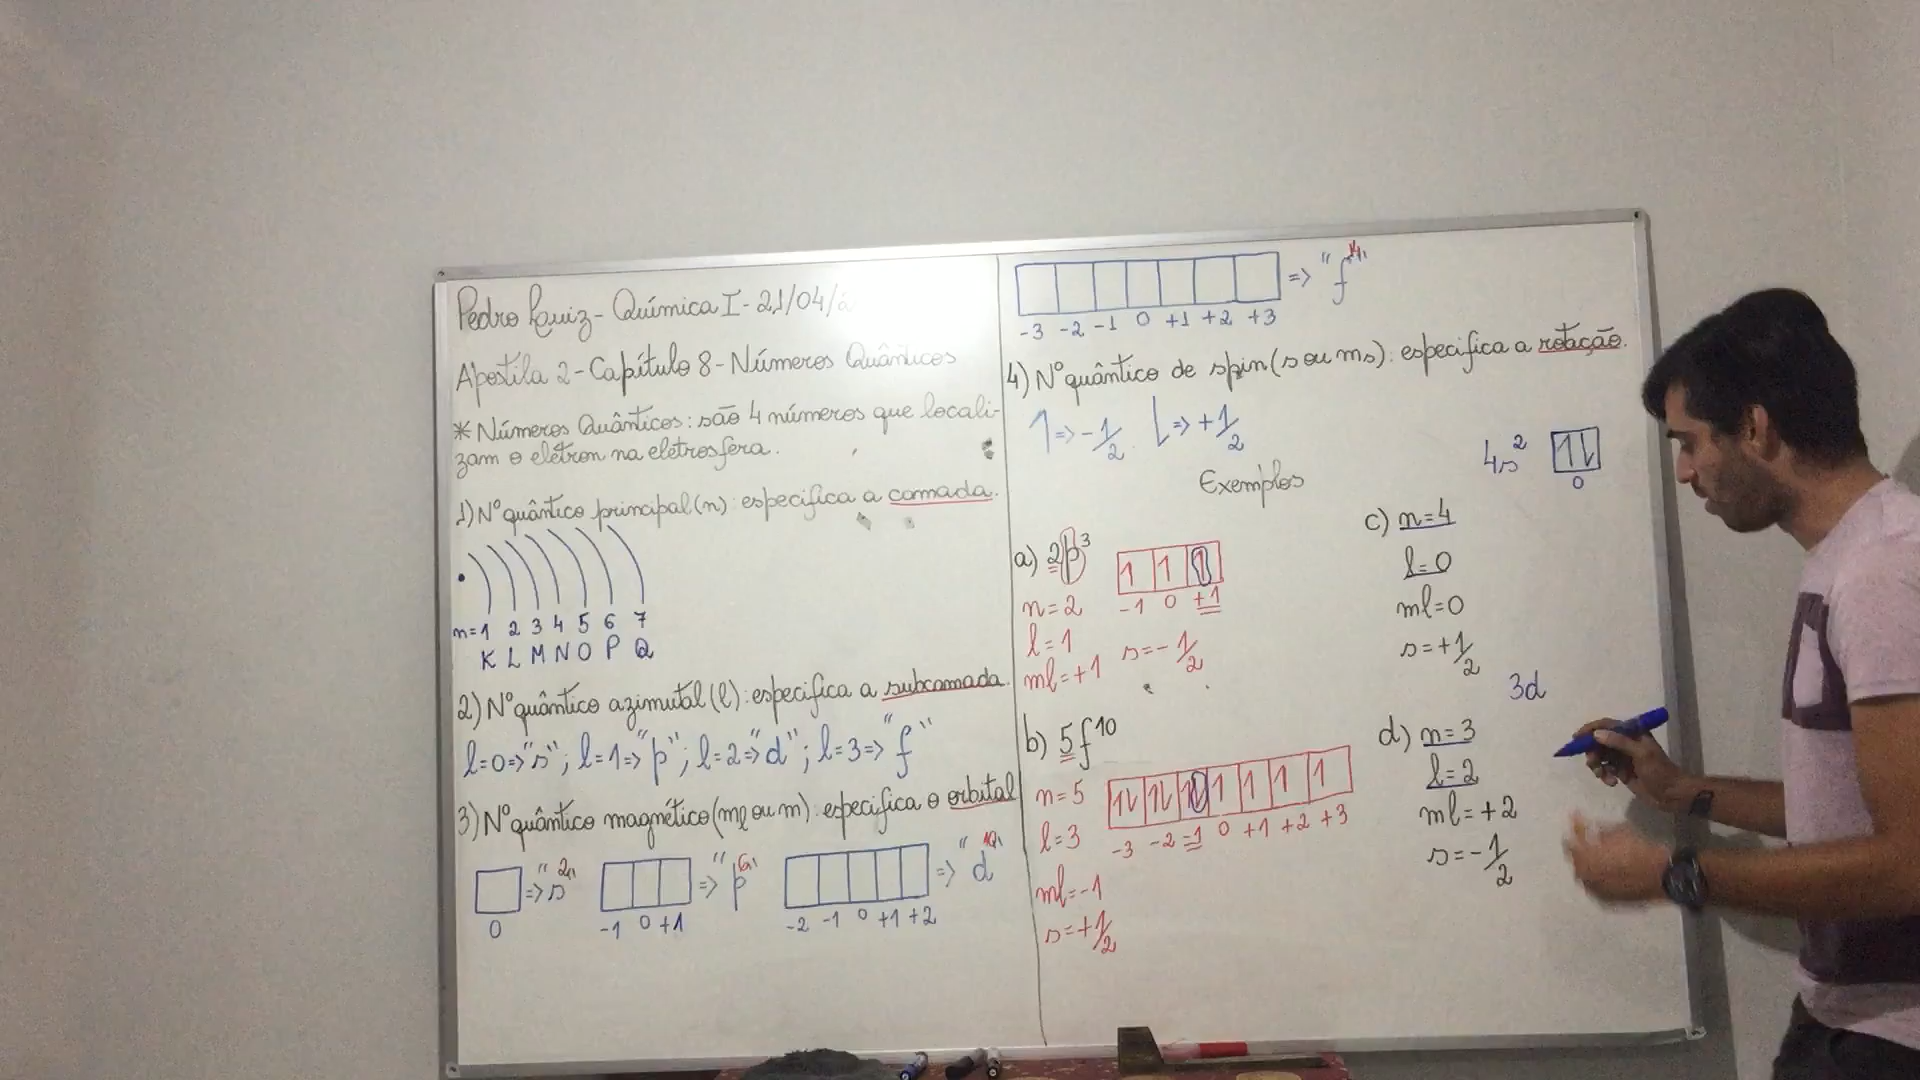 Pedro Luiz - Química I - 21/04/2
Apostila 2 - Capítulo 8 - Números Quânticos
* Números Quânticos: são 4 números que locali-
zam o elétron na eletrosfera.
1) Nº quântico principal (n): especifica a camada.
n=1 2 3 4 5 6 7
K L M N O P Q
2) Nº quântico azimutal (l): especifica a subcamada.
l=0=>"s"; l=1=>"p"; l=2=>"d"; l=3=>"f"
3) Nº quântico magnético (ml ou m): especifica o orbital
=> "s²"
0
=> "p⁶"
-1 0 +1
=> "d¹⁰"
-2 -1 0 +1 +2
=> "f¹⁴"
-3 -2 -1 0 +1 +2 +3
4) Nº quântico de spin (s ou ms): especifica a rotação.
↿ => -1/2 ⇂ => +1/2
Exemplos
a) 2p³
↿ ↿ ↿
-1 0 +1
n=2
l=1
ml=+1
s=-1/2
b) 5f¹⁰
↿⇂ ↿⇂ ↿⇂ ↿ ↿ ↿ ↿
-3 -2 -1 0 +1 +2 +3
n=5
l=3
ml=-1
s=+1/2
4s² ↿⇂
0
c) n=4
l=0
ml=0
s=+1/2
3d
d) n=3
l=2
ml=+2
s=-1/2